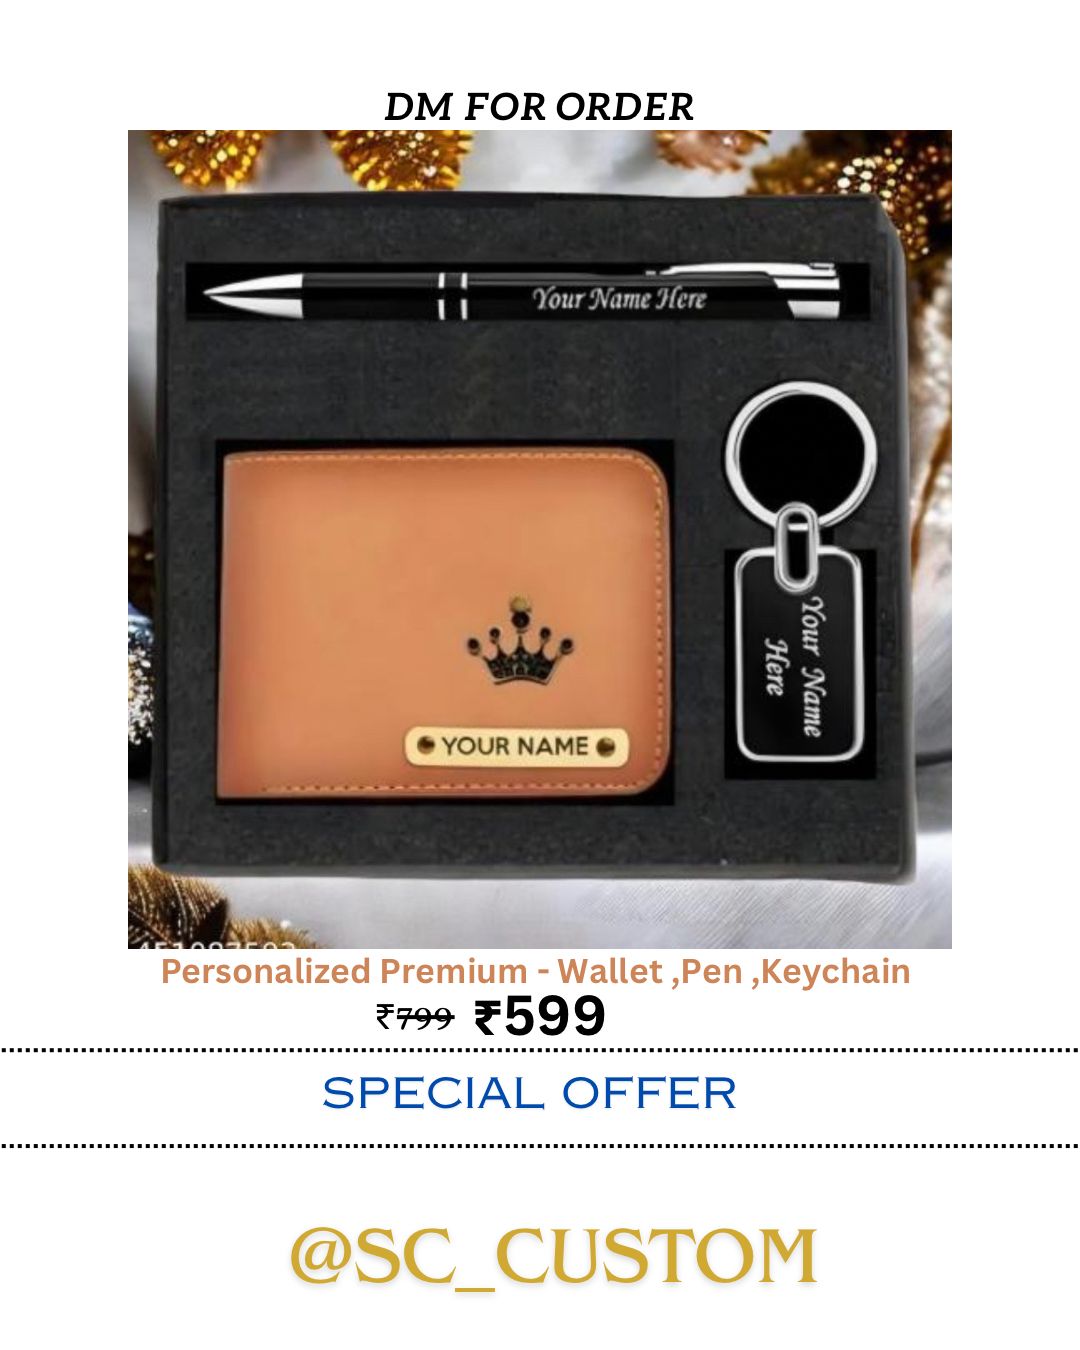 DM FOR ORDER
Your Name Here
YOUR NAME
Your Name
Here
Personalized Premium - Wallet ,Pen ,Keychain
₹799 ₹599
SPECIAL OFFER
@SC_CUSTOM